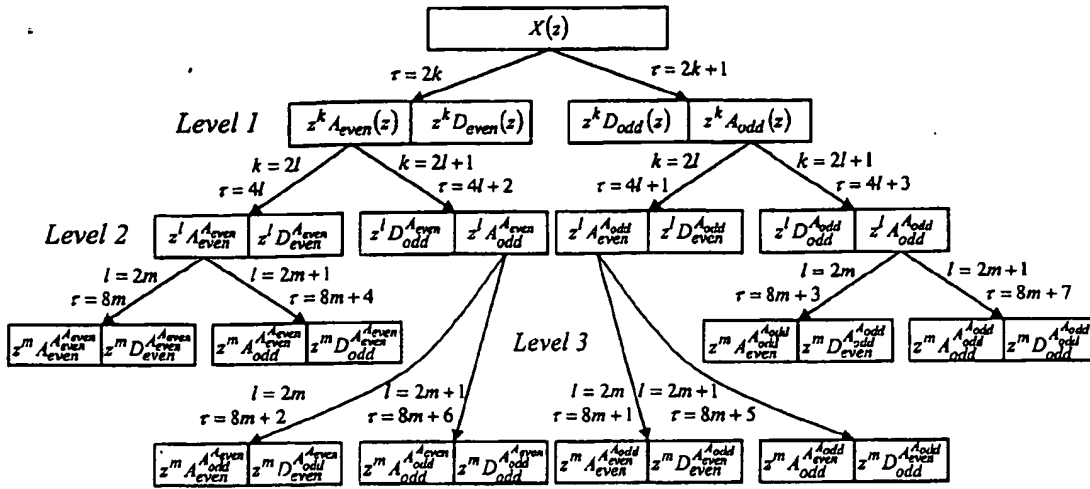 X(z)
τ = 2k τ = 2k+1
Level 1 z^k A_even(z) z^k D_even(z) z^k D_odd(z) z^k A_odd(z)
k = 2l k = 2l+1 k = 2l k = 2l+1
τ = 4l τ = 4l+2 τ = 4l+1 τ = 4l+3
Level 2 z^l A_even^{A_even} z^l D_even^{A_even} z^l D_odd^{A_even} z^l A_odd^{A_even} z^l A_even^{A_odd} z^l D_even^{A_odd} z^l D_odd^{A_odd} z^l A_odd^{A_odd}
l = 2m l = 2m+1 l = 2m l = 2m+1
τ = 8m τ = 8m+4 τ = 8m+3 τ = 8m+7
z^m A_even^{A_even^{A_even}} z^m D_even^{A_even^{A_even}} z^m A_odd^{A_even^{A_even}} z^m D_odd^{A_even^{A_even}} Level 3 z^m A_even^{A_odd^{A_odd}} z^m D_even^{A_odd^{A_odd}} z^m A_odd^{A_odd^{A_odd}} z^m D_odd^{A_odd^{A_odd}}
l = 2m l = 2m+1 l = 2m l = 2m+1
τ = 8m+2 τ = 8m+6 τ = 8m+1 τ = 8m+5
z^m A_even^{A_odd^{A_even}} z^m D_even^{A_odd^{A_even}} z^m A_odd^{A_odd^{A_even}} z^m D_odd^{A_odd^{A_even}} z^m A_even^{A_even^{A_odd}} z^m D_even^{A_even^{A_odd}} z^m A_odd^{A_even^{A_odd}} z^m D_odd^{A_even^{A_odd}}